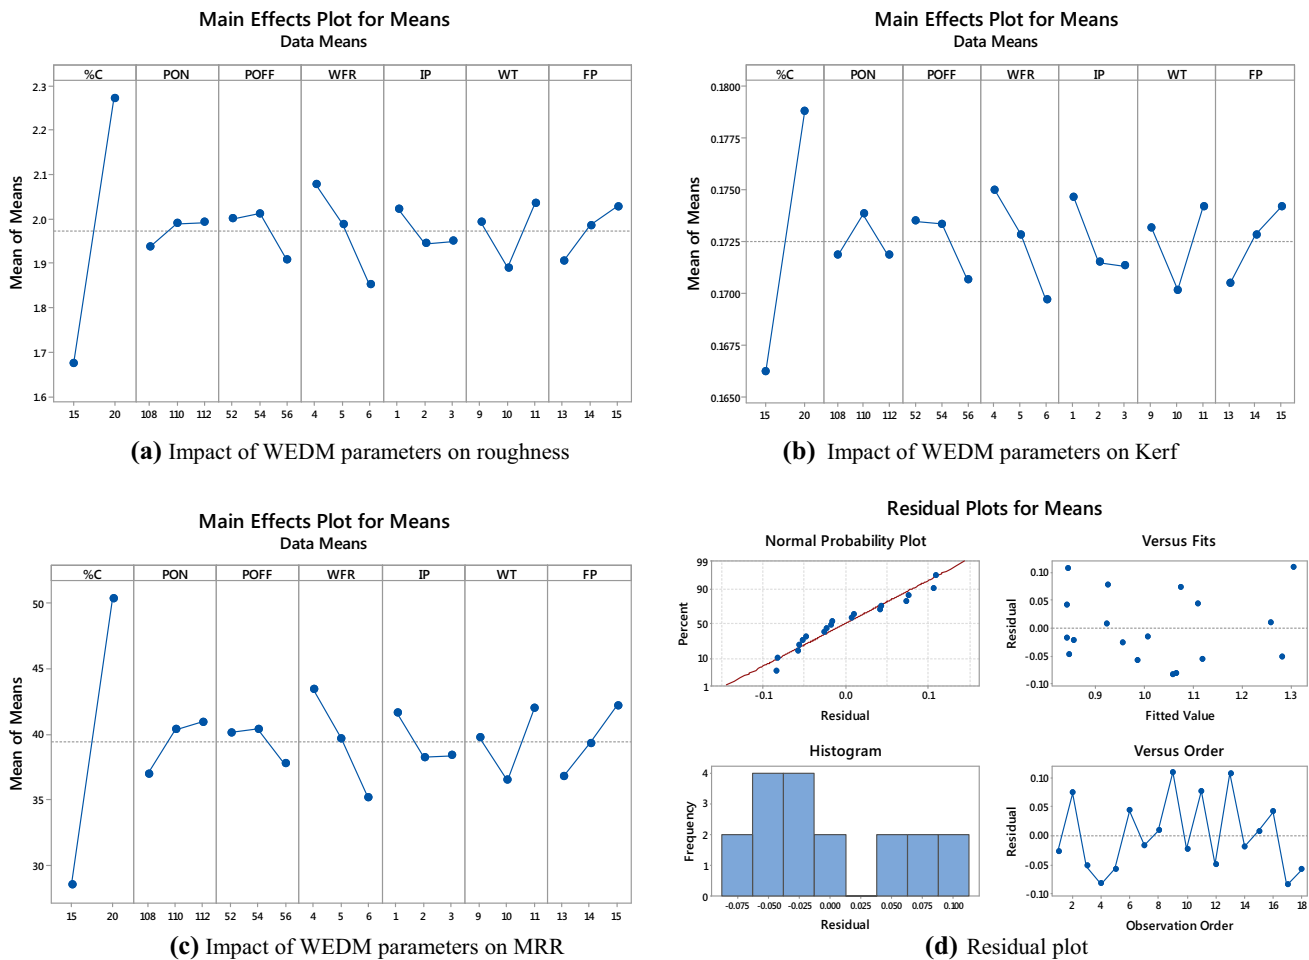 Main Effects Plot for Means
Data Means
%C PON POFF WFR IP WT FP
Mean of Means
2.3
2.2
2.1
2.0
1.9
1.8
1.7
1.6
15 20 108 110 112 52 54 56 4 5 6 1 2 3 9 10 11 13 14 15
(a) Impact of WEDM parameters on roughness
Main Effects Plot for Means
Data Means
%C PON POFF WFR IP WT FP
Mean of Means
0.1800
0.1775
0.1750
0.1725
0.1700
0.1675
0.1650
15 20 108 110 112 52 54 56 4 5 6 1 2 3 9 10 11 13 14 15
(b) Impact of WEDM parameters on Kerf
Main Effects Plot for Means
Data Means
%C PON POFF WFR IP WT FP
Mean of Means
50
45
40
35
30
15 20 108 110 112 52 54 56 4 5 6 1 2 3 9 10 11 13 14 15
(c) Impact of WEDM parameters on MRR
Residual Plots for Means
Normal Probability Plot
Percent
99
90
50
10
1
-0.1 0.0 0.1
Residual
Versus Fits
Residual
0.10
0.05
0.00
-0.05
-0.10
0.9 1.0 1.1 1.2 1.3
Fitted Value
Histogram
Frequency
4
3
2
1
0
-0.075 -0.050 -0.025 0.000 0.025 0.050 0.075 0.100
Residual
Versus Order
Residual
0.10
0.05
0.00
-0.05
-0.10
2 4 6 8 10 12 14 16 18
Observation Order
(d) Residual plot